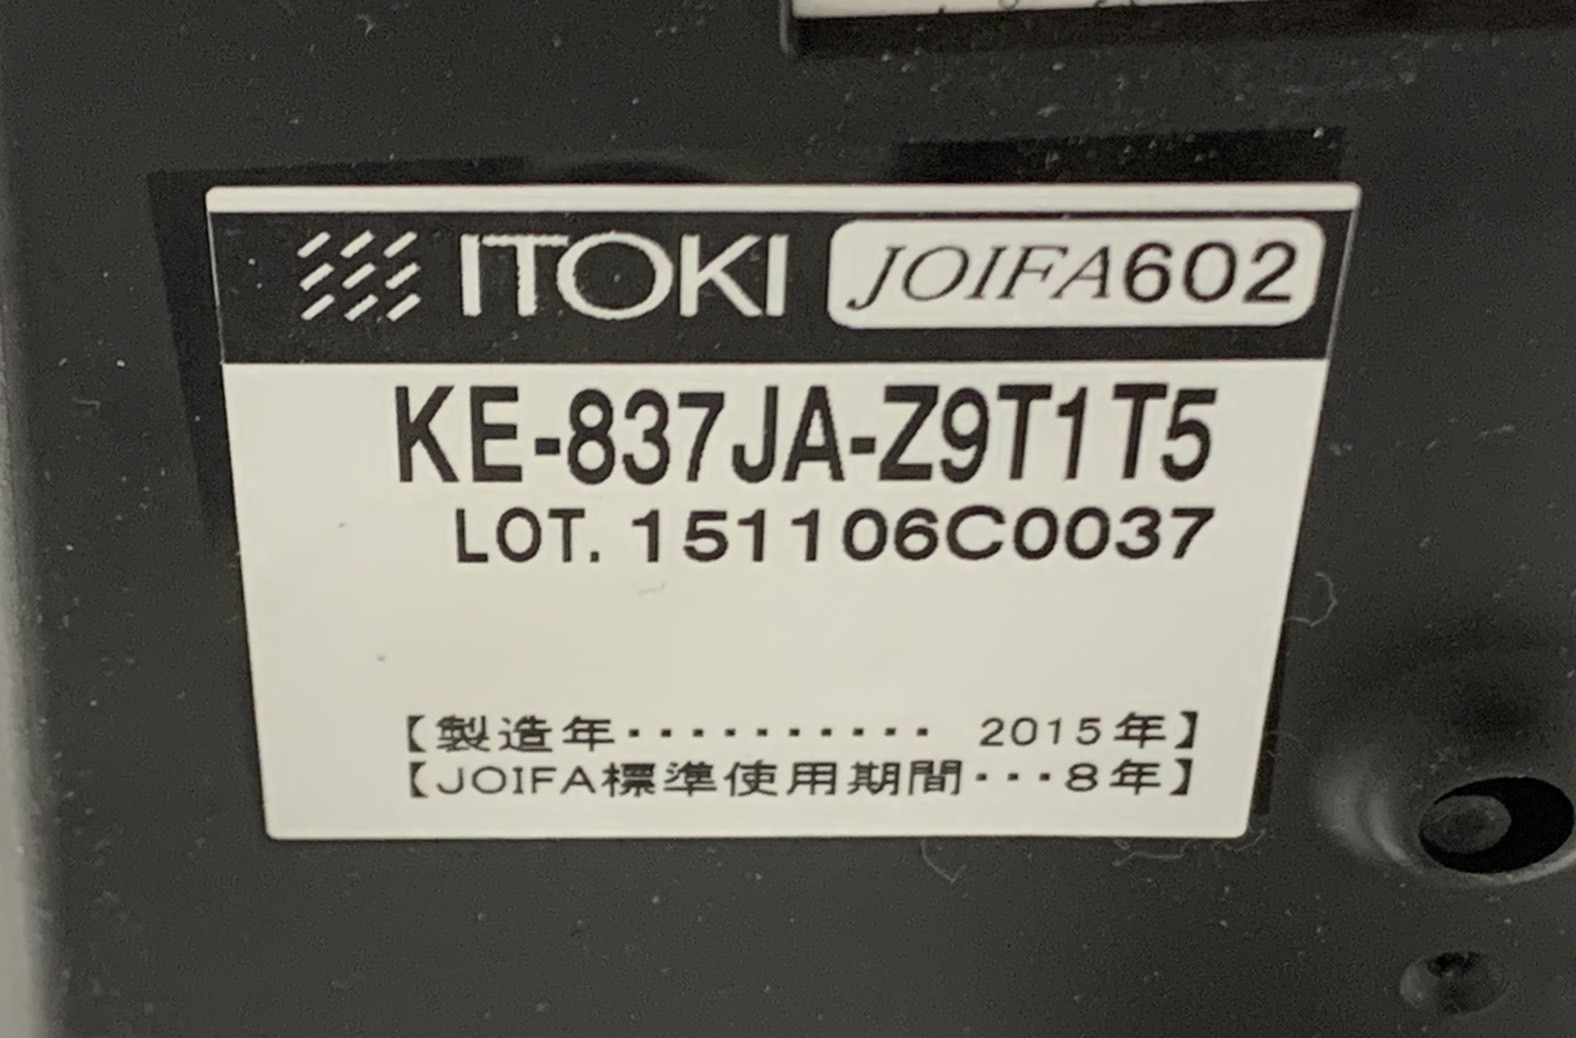 ITOKI JOIFA602
KE-837JA-Z9T1T5
LOT. 151106C0037
【製造年‥‥‥‥‥ 2015年】
【JOIFA標準使用期間···8年】